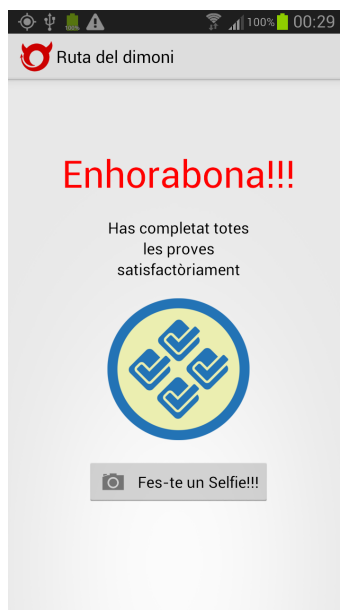 100% 00:29
Ruta del dimoni
Enhorabona!!!
Has completat totes
les proves
satisfactòriament
Fes-te un Selfie!!!